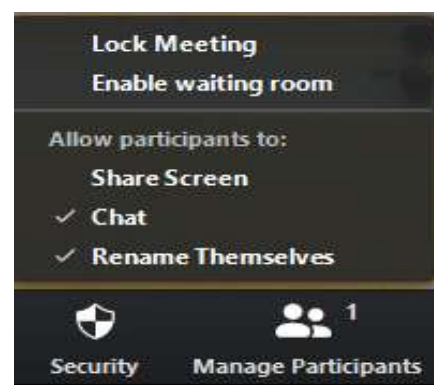 Lock Meeting
Enable waiting room
Allow participants to:
Share Screen
Chat
Rename Themselves
1
Security Manage Participants